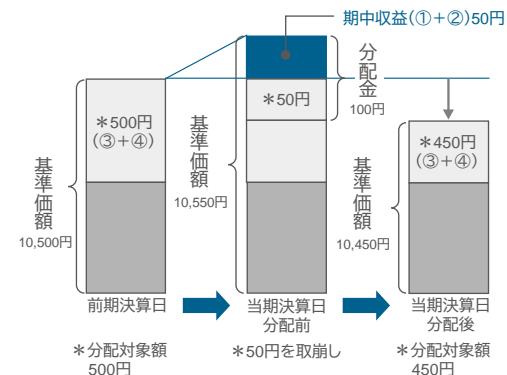 期中収益(①+②)50円
分配金
100円
＊500円
(③+④)
基準価額
10,500円
＊50円
基準価額
10,550円
＊450円
(③+④)
基準価額
10,450円
前期決算日
当期決算日
分配前
当期決算日
分配後
＊分配対象額
500円
＊50円を取崩し
＊分配対象額
450円